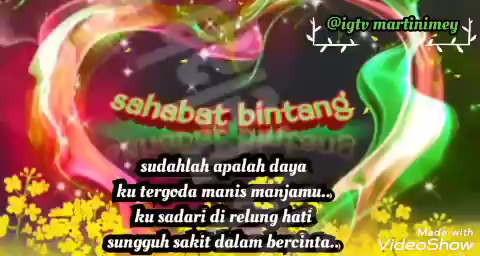 @igtv martinimey
sahabat bintang
sudahlah apalah daya
ku tergoda manis manjamu..
ku sadari di relung hati
sungguh sakit dalam bercinta..
Made with
VideoShow